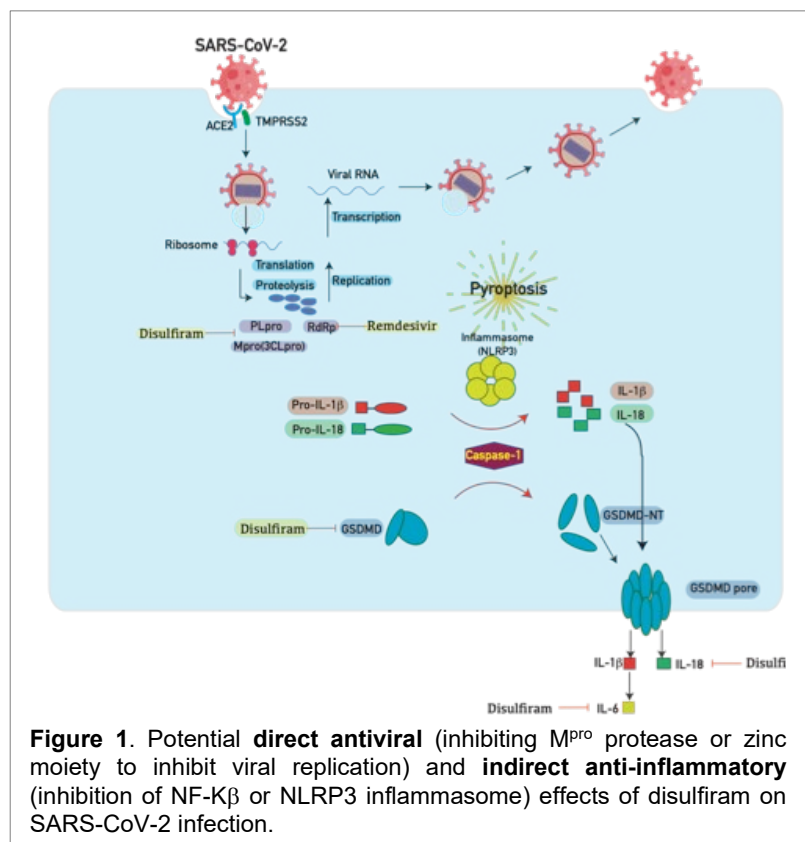 SARS-CoV-2
ACE2
TMPRSS2
Viral RNA
Transcription
Ribosome
Translation
Proteolysis
Replication
Disulfiram
PLpro
RdRp
Remdesivir
Mpro(3CLpro)
Pyroptosis
Inflammasome
(NLRP3)
Pro-IL-1β
Pro-IL-18
IL-1β
IL-18
Caspase-1
Disulfiram
GSDMD
GSDMD-NT
GSDMD pore
IL-1β
IL-18
Disulfi
Disulfiram
IL-6
Figure 1. Potential direct antiviral (inhibiting Mᵖʳᵒ protease or zinc
moiety to inhibit viral replication) and indirect anti-inflammatory
(inhibition of NF-Kβ or NLRP3 inflammasome) effects of disulfiram on
SARS-CoV-2 infection.